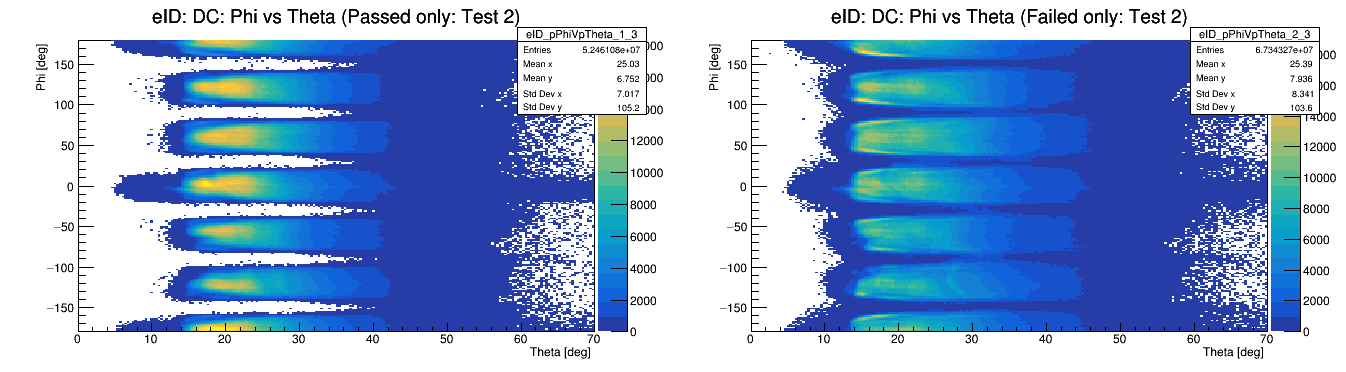 eID: DC: Phi vs Theta (Passed only: Test 2)
eID_pPhiVpTheta_1_3
Entries 5.246108e+07
Mean x 25.03
Mean y 6.752
Std Dev x 7.017
Std Dev y 105.2
Phi [deg]
150
100
50
0
−50
−100
−150
0 10 20 30 40 50 60 70
Theta [deg]
12000
10000
8000
6000
4000
2000
0
eID: DC: Phi vs Theta (Failed only: Test 2)
eID_pPhiVpTheta_2_3
Entries 6.734327e+07
Mean x 25.39
Mean y 7.936
Std Dev x 8.341
Std Dev y 103.6
Phi [deg]
150
100
50
0
−50
−100
−150
0 10 20 30 40 50 60 70
Theta [deg]
14000
12000
10000
8000
6000
4000
2000
0